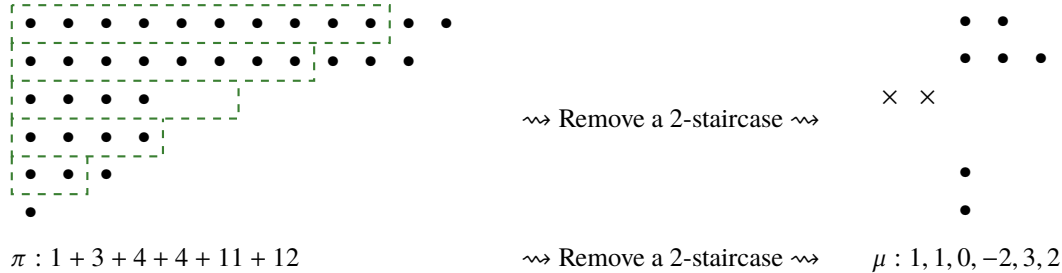 ⇝ Remove a 2-staircase ⇝
π : 1 + 3 + 4 + 4 + 11 + 12 ⇝ Remove a 2-staircase ⇝ μ : 1, 1, 0, −2, 3, 2